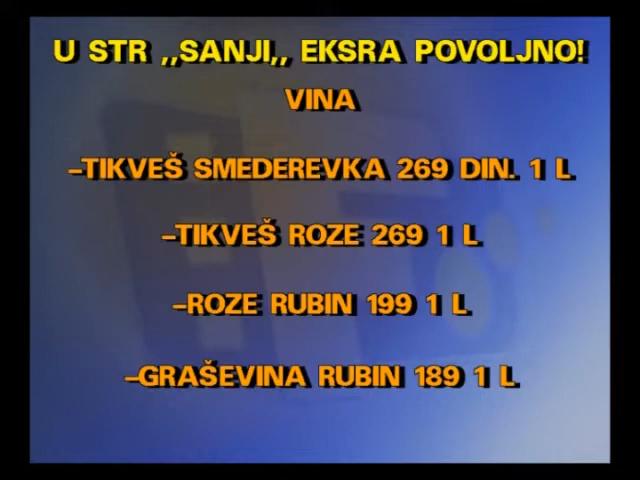 U STR ,,SANJI,, EKSRA POVOLJNO!
VINA
-TIKVEŠ SMEDEREVKA 269 DIN. 1 L
-TIKVEŠ ROZE 269 1 L
-ROZE RUBIN 199 1 L
-GRAŠEVINA RUBIN 189 1 L